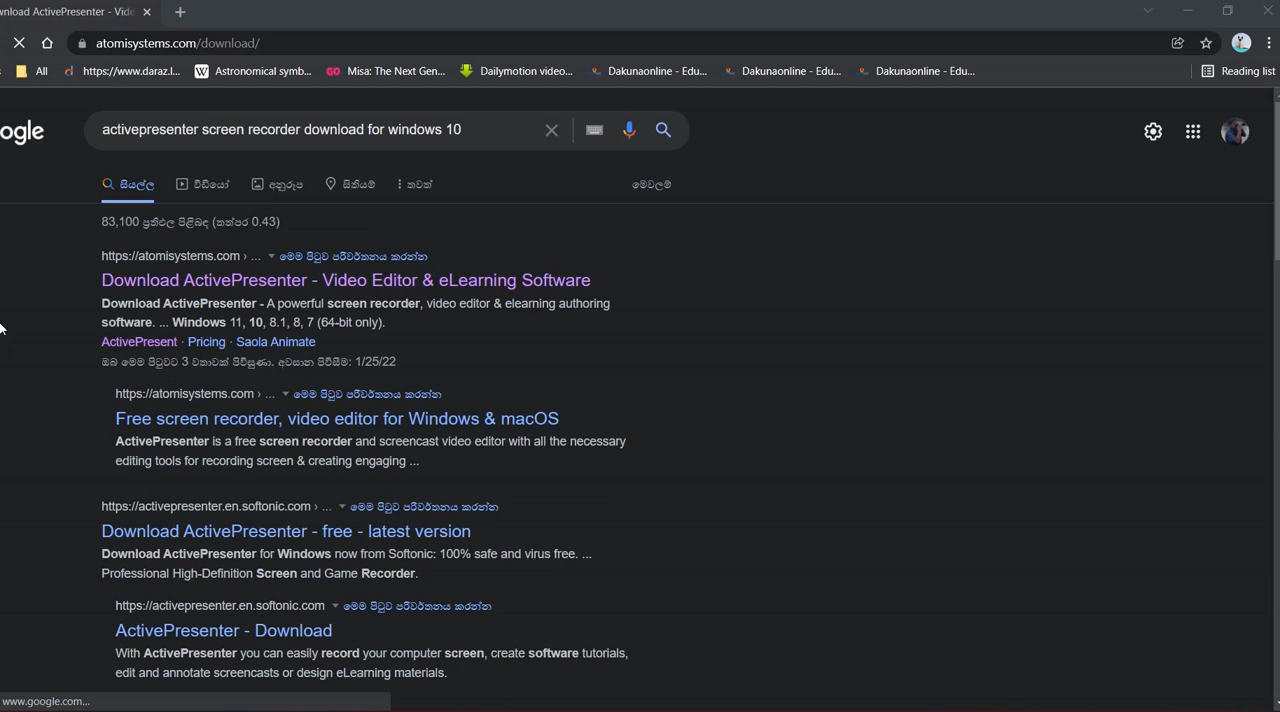 wnload ActivePresenter - Vide
atomisystems.com/download/
All https://www.daraz.l... Astronomical symb... Misa: The Next Gen... Dailymotion video... Dakunaonline - Edu... Dakunaonline - Edu... Dakunaonline - Edu... Reading list
ogle activepresenter screen recorder download for windows 10
සියල්ල වීඩියෝ අනුරූප සිතියම් තවත් මෙවලම්
83,100 ප්‍රතිඵල පිළිබඳ (තත්පර 0.43)
https://atomisystems.com › ... මෙම පිටුව පරිවර්තනය කරන්න
Download ActivePresenter - Video Editor & eLearning Software
Download ActivePresenter - A powerful screen recorder, video editor & elearning authoring
software. ... Windows 11, 10, 8.1, 8, 7 (64-bit only).
ActivePresent · Pricing · Saola Animate
ඔබ මෙම පිටුවට 3 වතාවක් පිවිසුණා. අවසාන පිවිසීම: 1/25/22
https://atomisystems.com › ... මෙම පිටුව පරිවර්තනය කරන්න
Free screen recorder, video editor for Windows & macOS
ActivePresenter is a free screen recorder and screencast video editor with all the necessary
editing tools for recording screen & creating engaging ...
https://activepresenter.en.softonic.com › ... මෙම පිටුව පරිවර්තනය කරන්න
Download ActivePresenter - free - latest version
Download ActivePresenter for Windows now from Softonic: 100% safe and virus free. ...
Professional High-Definition Screen and Game Recorder.
https://activepresenter.en.softonic.com මෙම පිටුව පරිවර්තනය කරන්න
ActivePresenter - Download
With ActivePresenter you can easily record your computer screen, create software tutorials,
edit and annotate screencasts or design eLearning materials.
www.google.com...